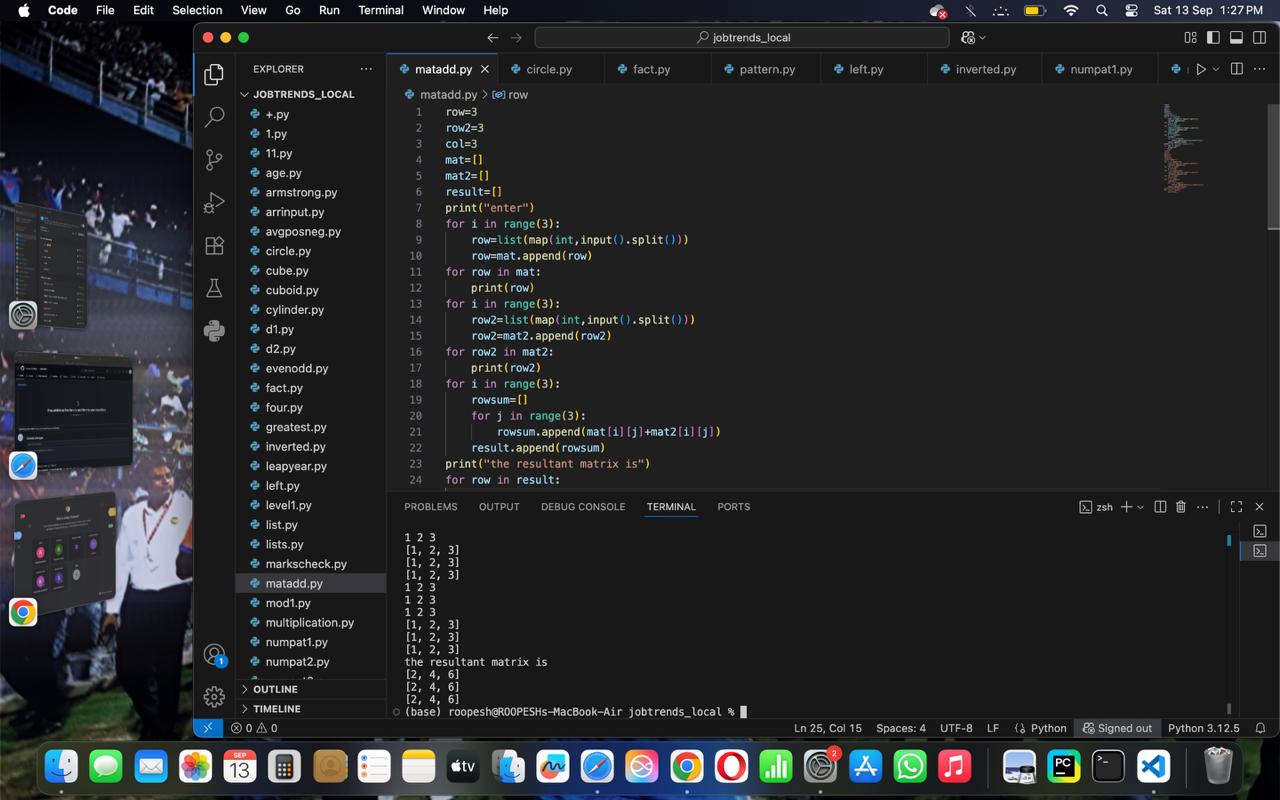 Code File Edit Selection View Go Run Terminal Window Help Sat 13 Sep 1:27 PM
jobtrends_local
EXPLORER
matadd.py circle.py fact.py pattern.py left.py inverted.py numpat1.py
JOBTRENDS_LOCAL
matadd.py > row
+.py
1.py
11.py
age.py
armstrong.py
arrinput.py
avgposneg.py
circle.py
cube.py
cuboid.py
cylinder.py
d1.py
d2.py
evenodd.py
fact.py
four.py
greatest.py
inverted.py
leapyear.py
left.py
level1.py
list.py
lists.py
markscheck.py
matadd.py
mod1.py
multiplication.py
numpat1.py
numpat2.py
OUTLINE
TIMELINE
1 row=3
2 row2=3
3 col=3
4 mat=[]
5 mat2=[]
6 result=[]
7 print("enter")
8 for i in range(3):
9 row=list(map(int,input().split()))
10 row=mat.append(row)
11 for row in mat:
12 print(row)
13 for i in range(3):
14 row2=list(map(int,input().split()))
15 row2=mat2.append(row2)
16 for row2 in mat2:
17 print(row2)
18 for i in range(3):
19 rowsum=[]
20 for j in range(3):
21 rowsum.append(mat[i][j]+mat2[i][j])
22 result.append(rowsum)
23 print("the resultant matrix is")
24 for row in result:
PROBLEMS OUTPUT DEBUG CONSOLE TERMINAL PORTS zsh
1 2 3
[1, 2, 3]
[1, 2, 3]
[1, 2, 3]
1 2 3
1 2 3
1 2 3
[1, 2, 3]
[1, 2, 3]
[1, 2, 3]
the resultant matrix is
[2, 4, 6]
[2, 4, 6]
[2, 4, 6]
(base) roopesh@ROOPESHs-MacBook-Air jobtrends_local %
1
0 0 Ln 25, Col 15 Spaces: 4 UTF-8 LF Python Signed out Python 3.12.5
SEP
13
tv
2
PC